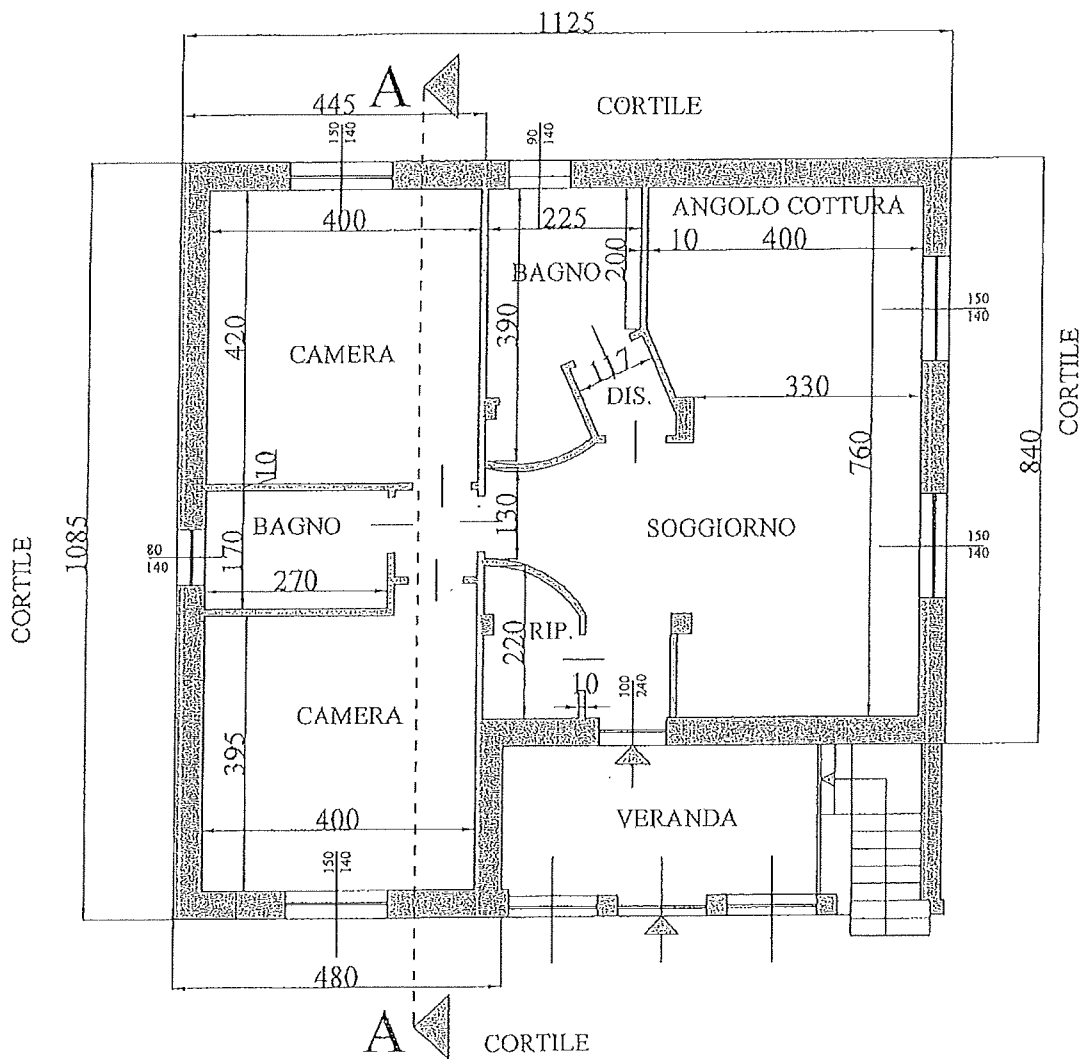 1125
A
CORTILE
445
150
140
90
140
ANGOLO COTTURA
400
225
10
400
200
BAGNO
150
140
420
390
CAMERA
117
DIS.
330
CORTILE
10
760
840
1085
BAGNO
130
SOGGIORNO
CORTILE
80
140
170
150
140
270
220
RIP.
10
100
240
CAMERA
395
VERANDA
400
150
140
480
A
CORTILE